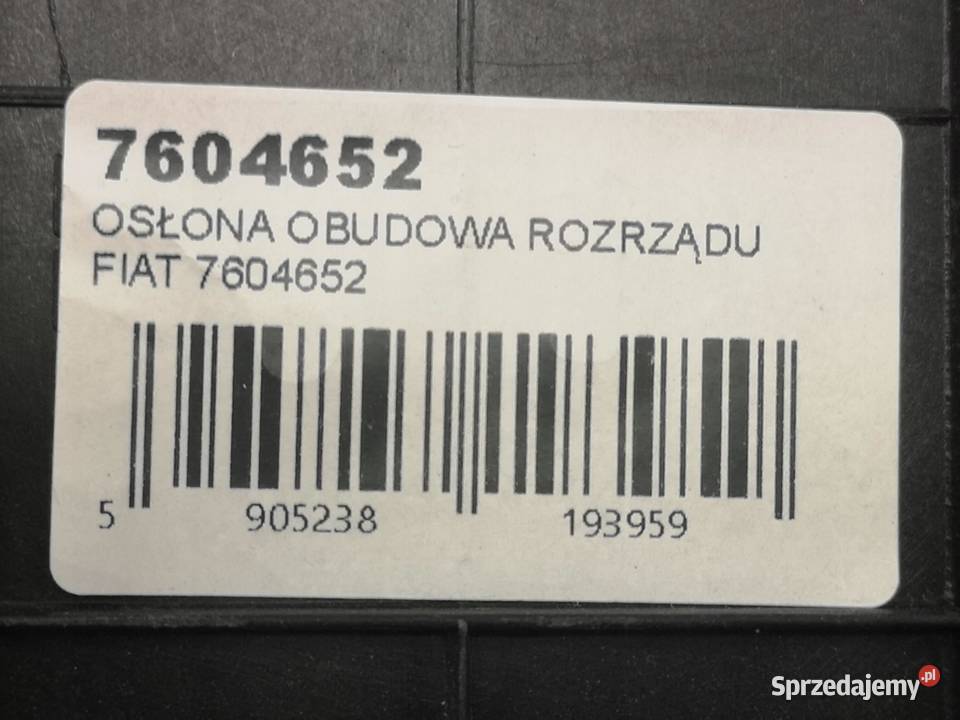 7604652
OSŁONA OBUDOWA ROZRZĄDU
FIAT 7604652
5 905238 193959
Sprzedajemy.pl